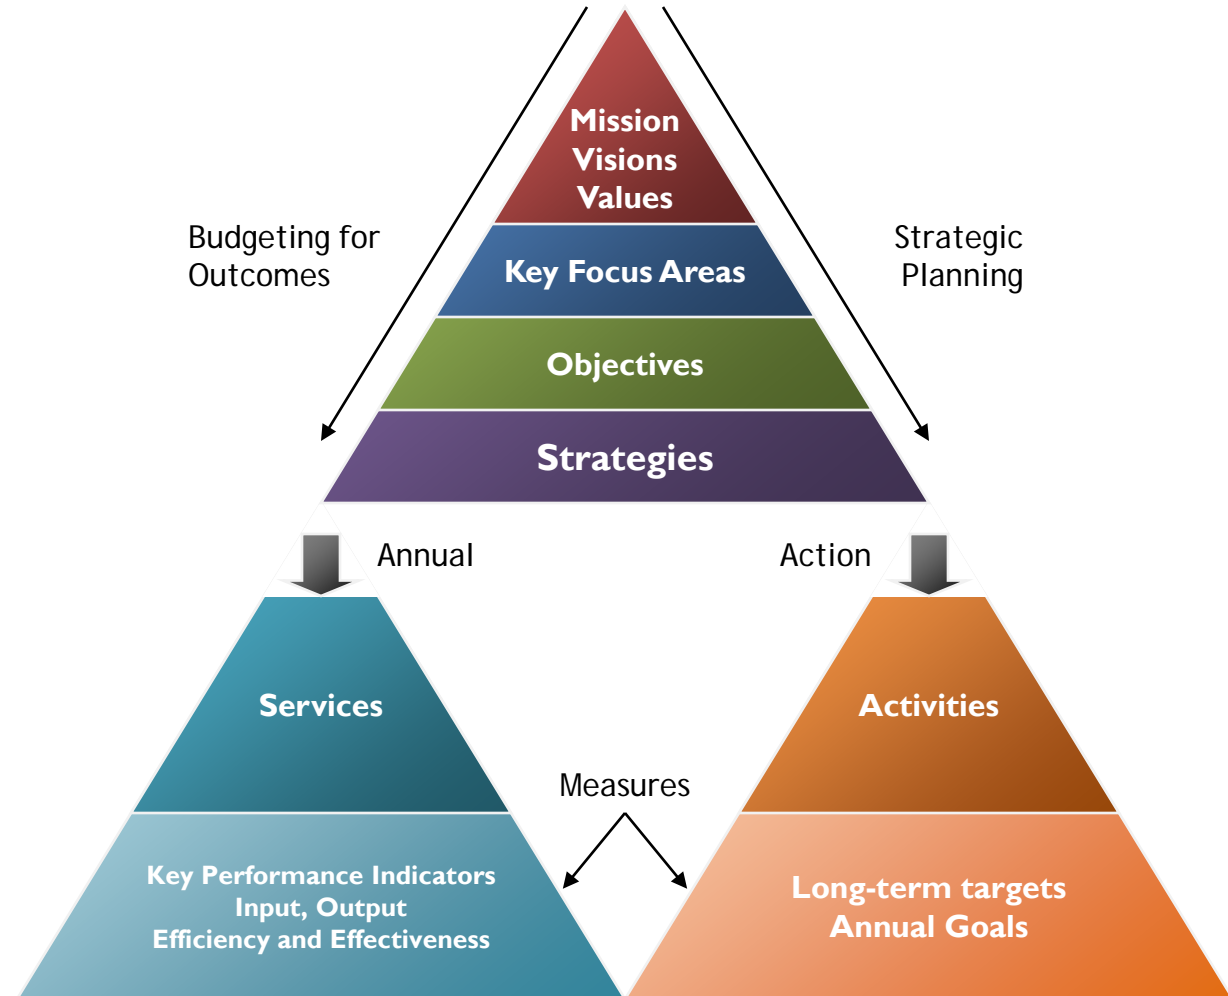 Mission
Visions
Values
Budgeting for
Outcomes
Strategic
Planning
Key Focus Areas
Objectives
Strategies
Annual
Action
Services
Activities
Measures
Key Performance Indicators
Input, Output
Efficiency and Effectiveness
Long-term targets
Annual Goals